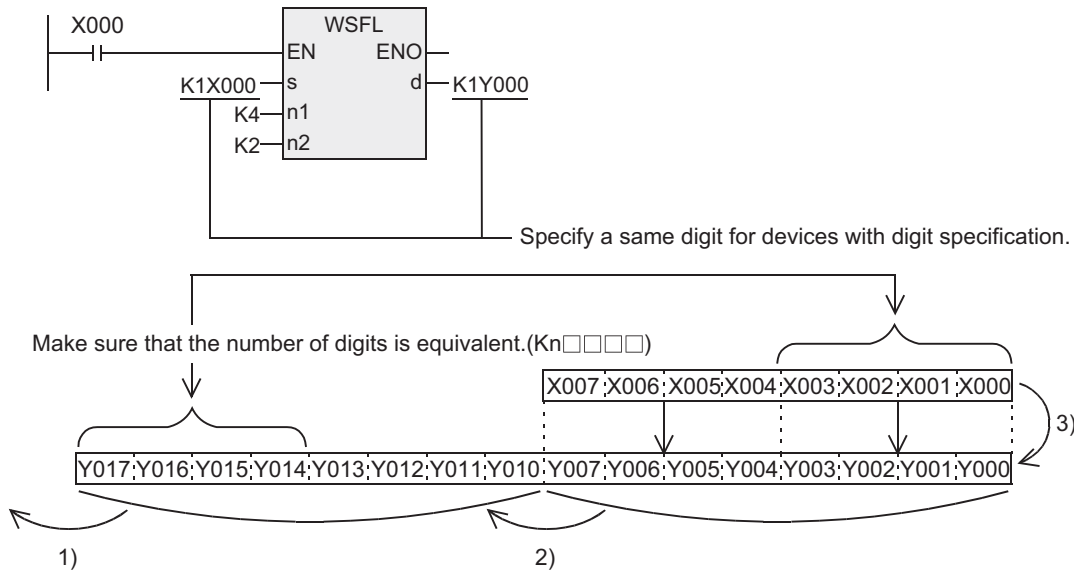 X000
WSFL
EN ENO
K1X000 s d K1Y000
K4 n1
K2 n2
Specify a same digit for devices with digit specification.
Make sure that the number of digits is equivalent.(Kn□□□□)
X007 X006 X005 X004 X003 X002 X001 X000
3)
Y017 Y016 Y015 Y014 Y013 Y012 Y011 Y010 Y007 Y006 Y005 Y004 Y003 Y002 Y001 Y000
1) 2)